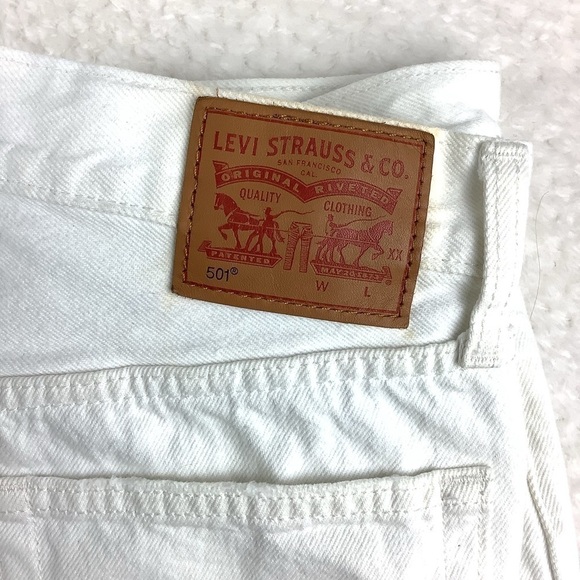 LEVI STRAUSS & CO.
SAN FRANCISCO
CAL.
ORIGINAL RIVETED
QUALITY CLOTHING
XX
PATENTED MAY 20 1873
501®
W L